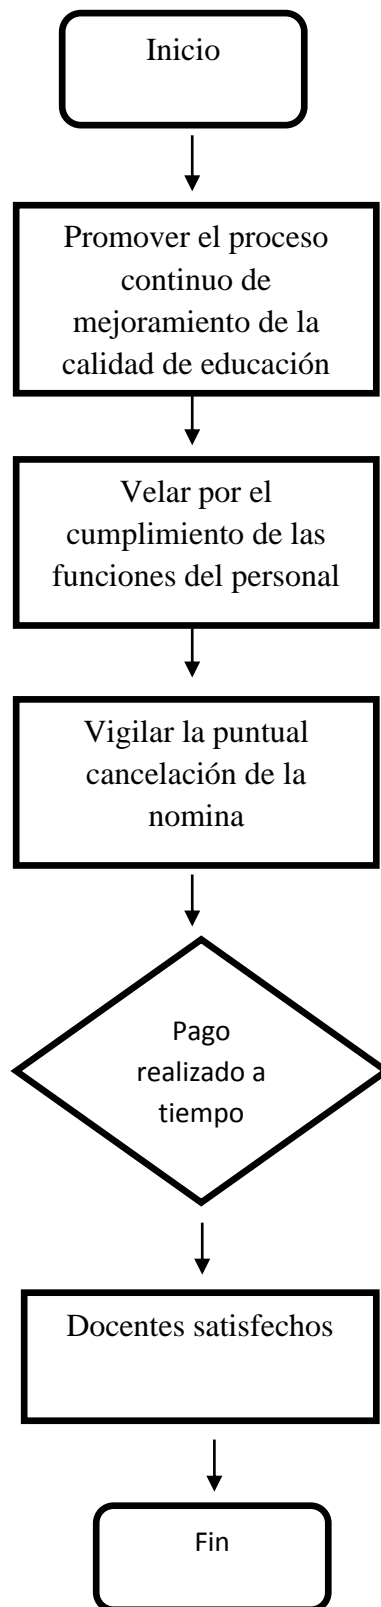 Inicio
Promover el proceso
continuo de
mejoramiento de la
calidad de educación
Velar por el
cumplimiento de las
funciones del personal
Vigilar la puntual
cancelación de la
nomina
Pago
realizado a
tiempo
Docentes satisfechos
Fin